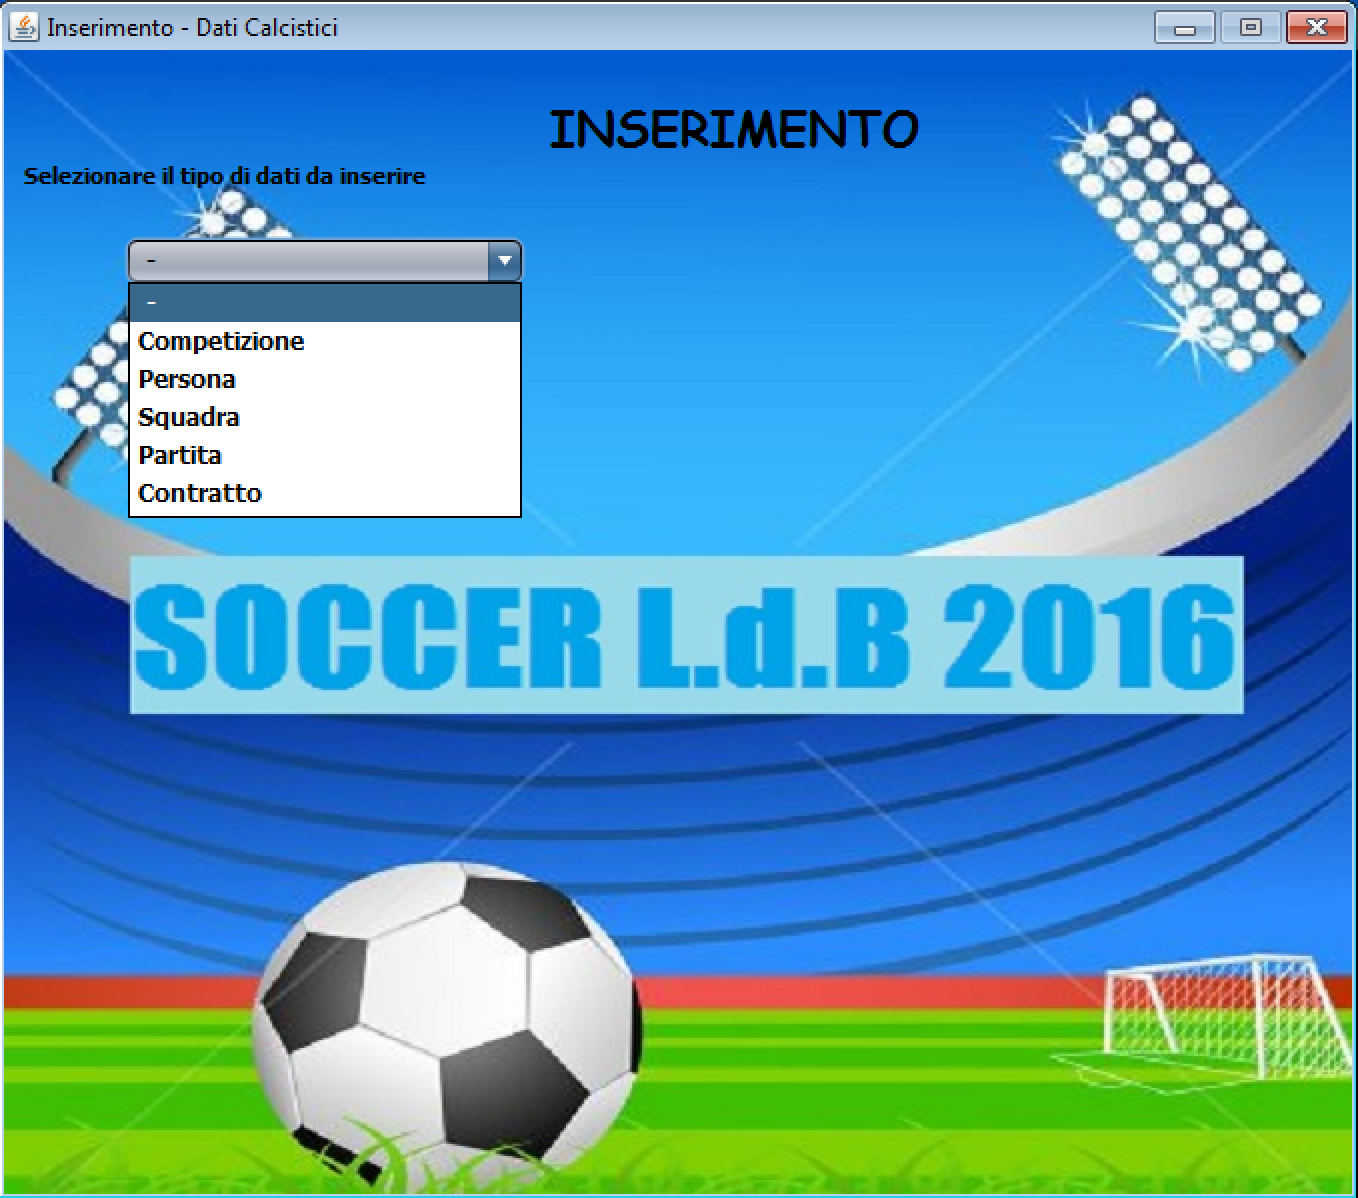 Inserimento - Dati Calcistici
INSERIMENTO
Selezionare il tipo di dati da inserire
-
-
Competizione
Persona
Squadra
Partita
Contratto
SOCCER L.d.B 2016